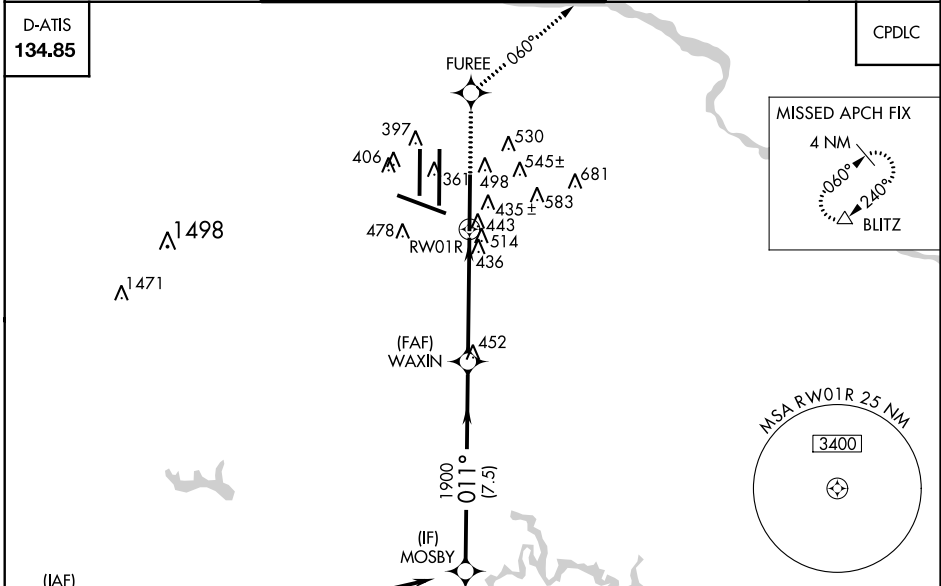 D-ATIS
134.85
CPDLC
060°
FUREE
MISSED APCH FIX
4 NM
060°
240°
BLITZ
397
530
406
361
498
545±
681
583
435±
443
478
RW01R
514
436
1498
1471
(FAF)
WAXIN
452
MSA RW01R 25 NM
3400
1900
011°
(7.5)
(IF)
MOSBY
(IAF)